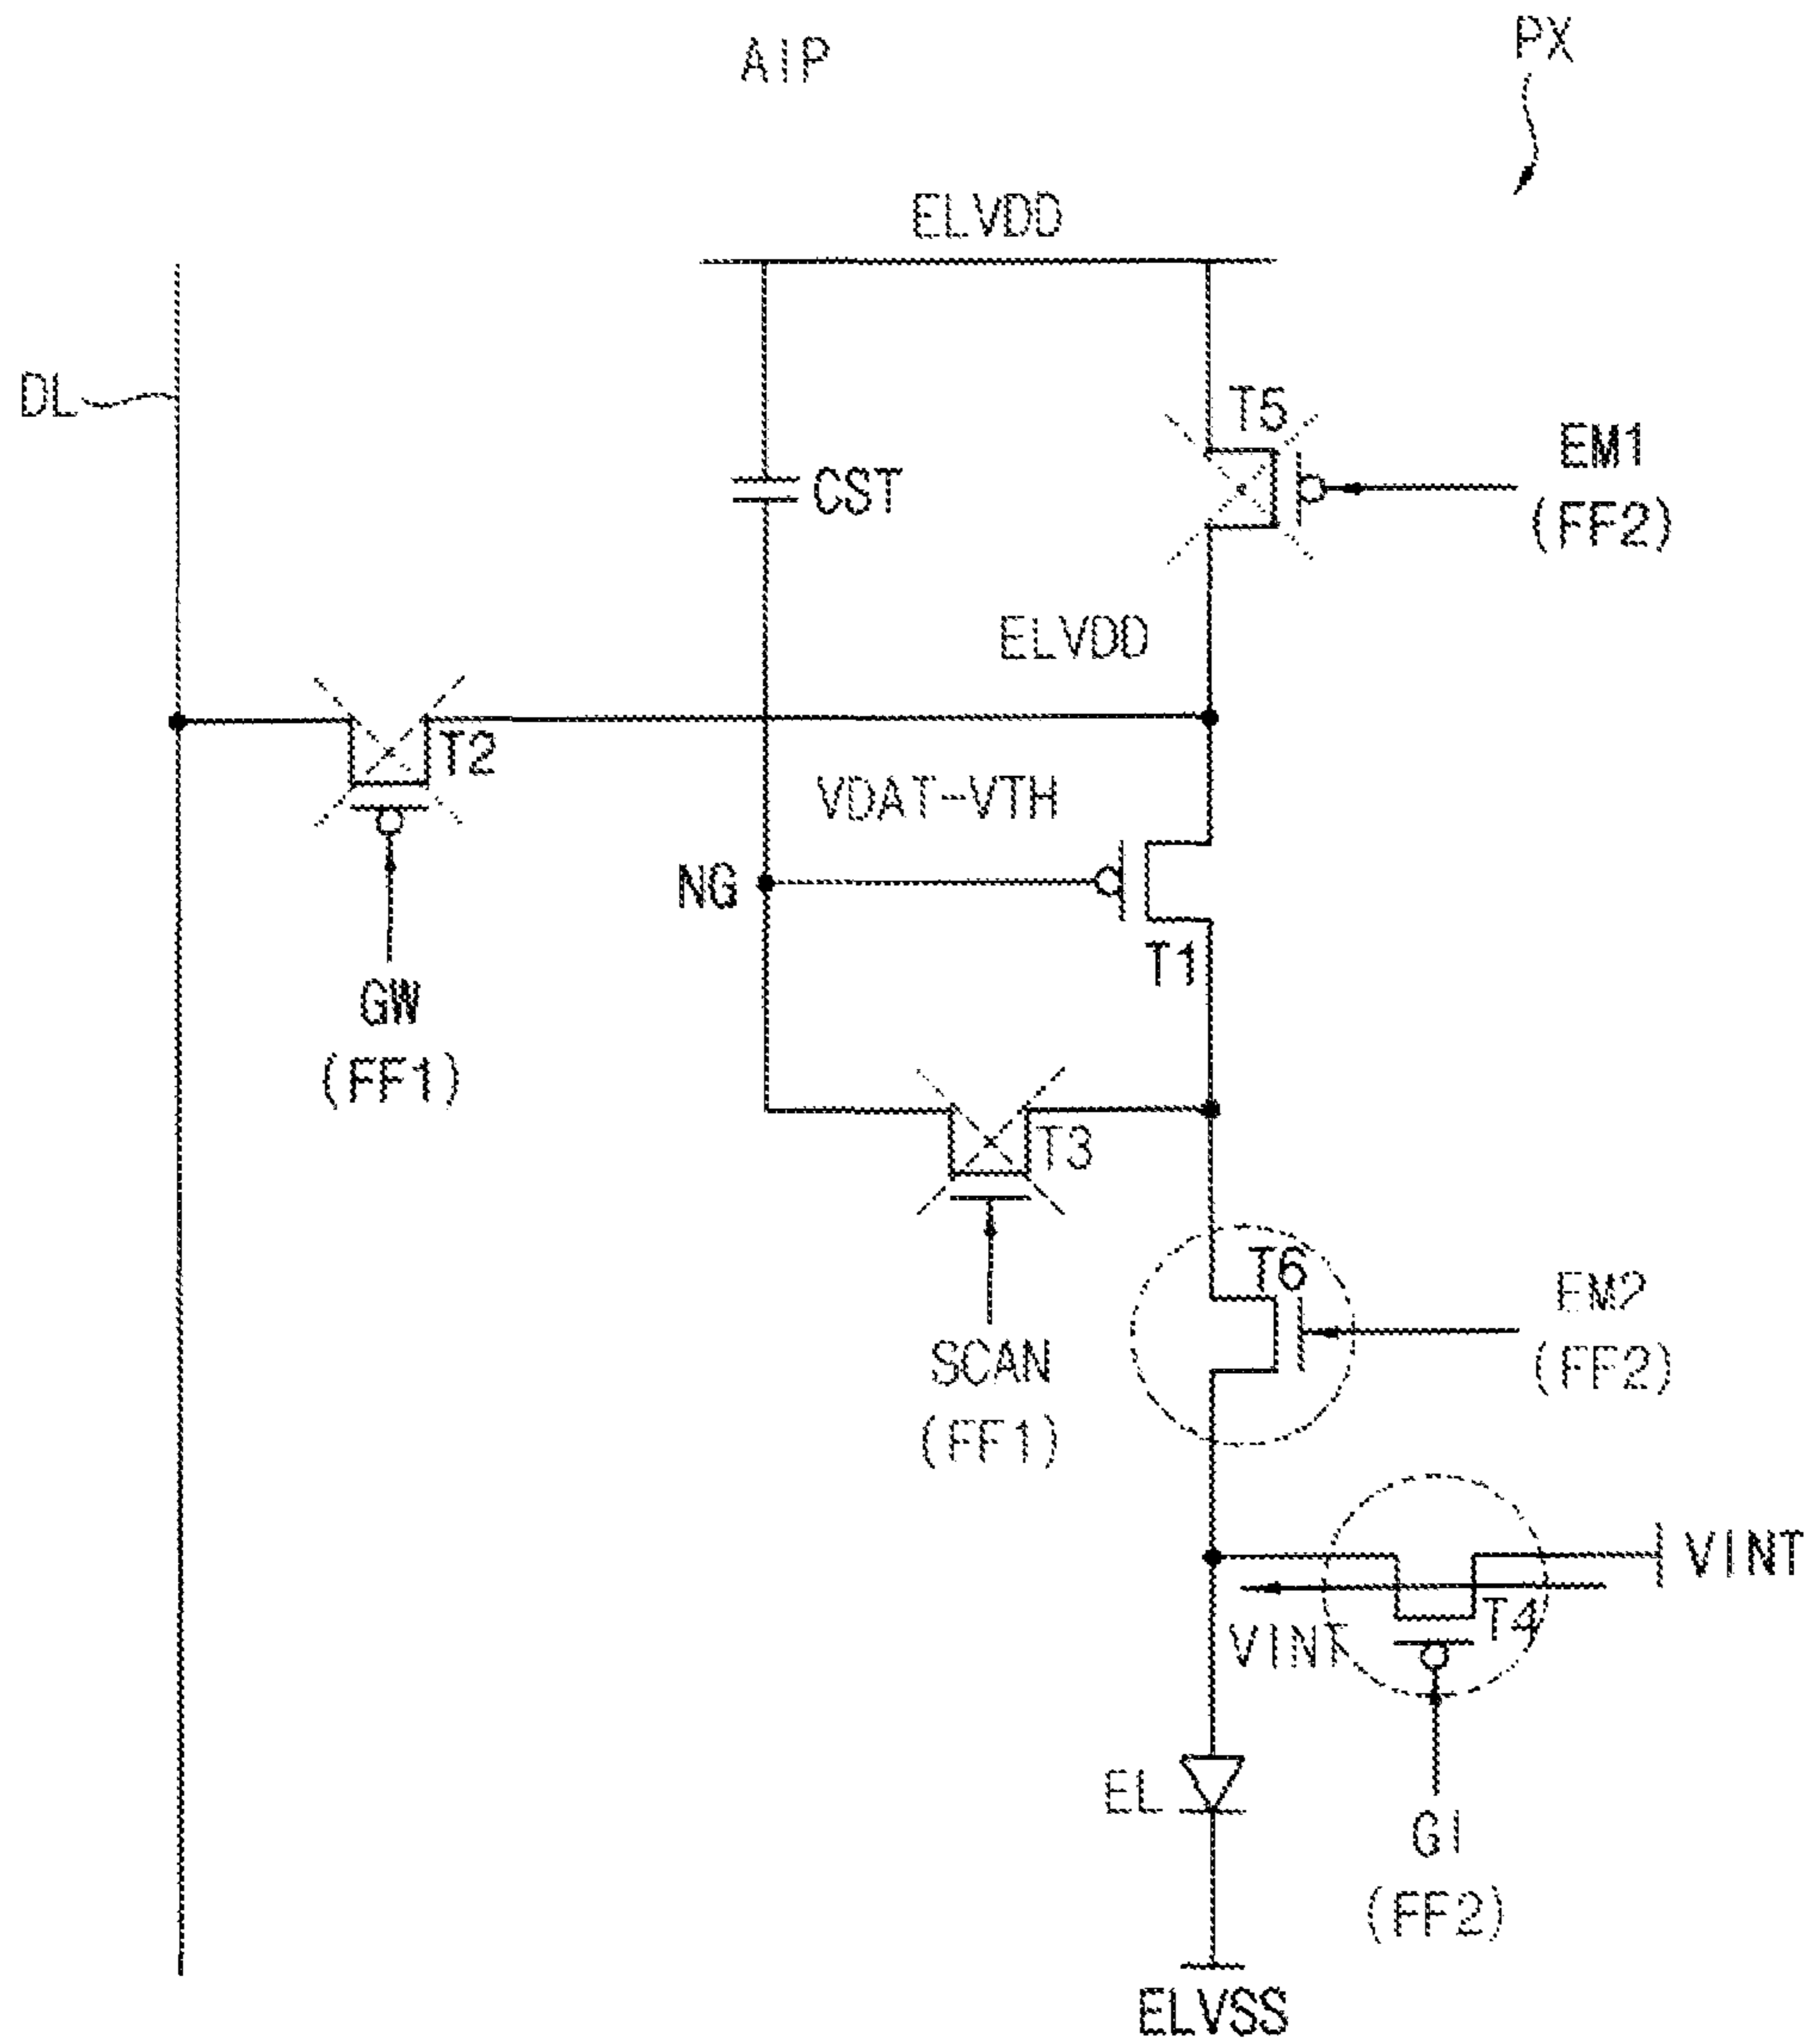 AIP
PX
ELVDD
DL
T5
EM1
(FF2)
CST
ELVDD
T2
VDAT-VTH
NG
T1
GW
(FF1)
T3
T6
EM2
(FF2)
SCAN
(FF1)
VINT
T4
VINT
EL
GI
(FF2)
ELVSS